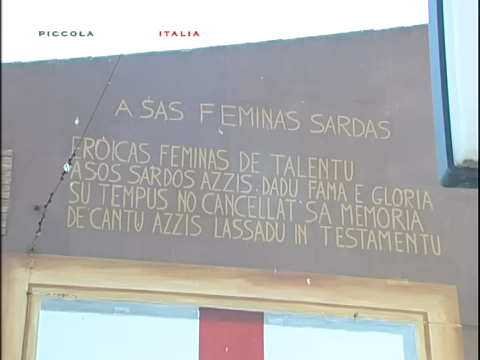 PICCOLA ITALIA
A SAS FEMINAS SARDAS
EROICAS FEMINAS DE TALENTU
A SOS SARDOS AZZIS. DADU FAMA E GLORIA
SU TEMPUS NO CANCELLAT' SA MEMORIA
DE CANTU AZZIS LASSADU IN TESTAMENTU